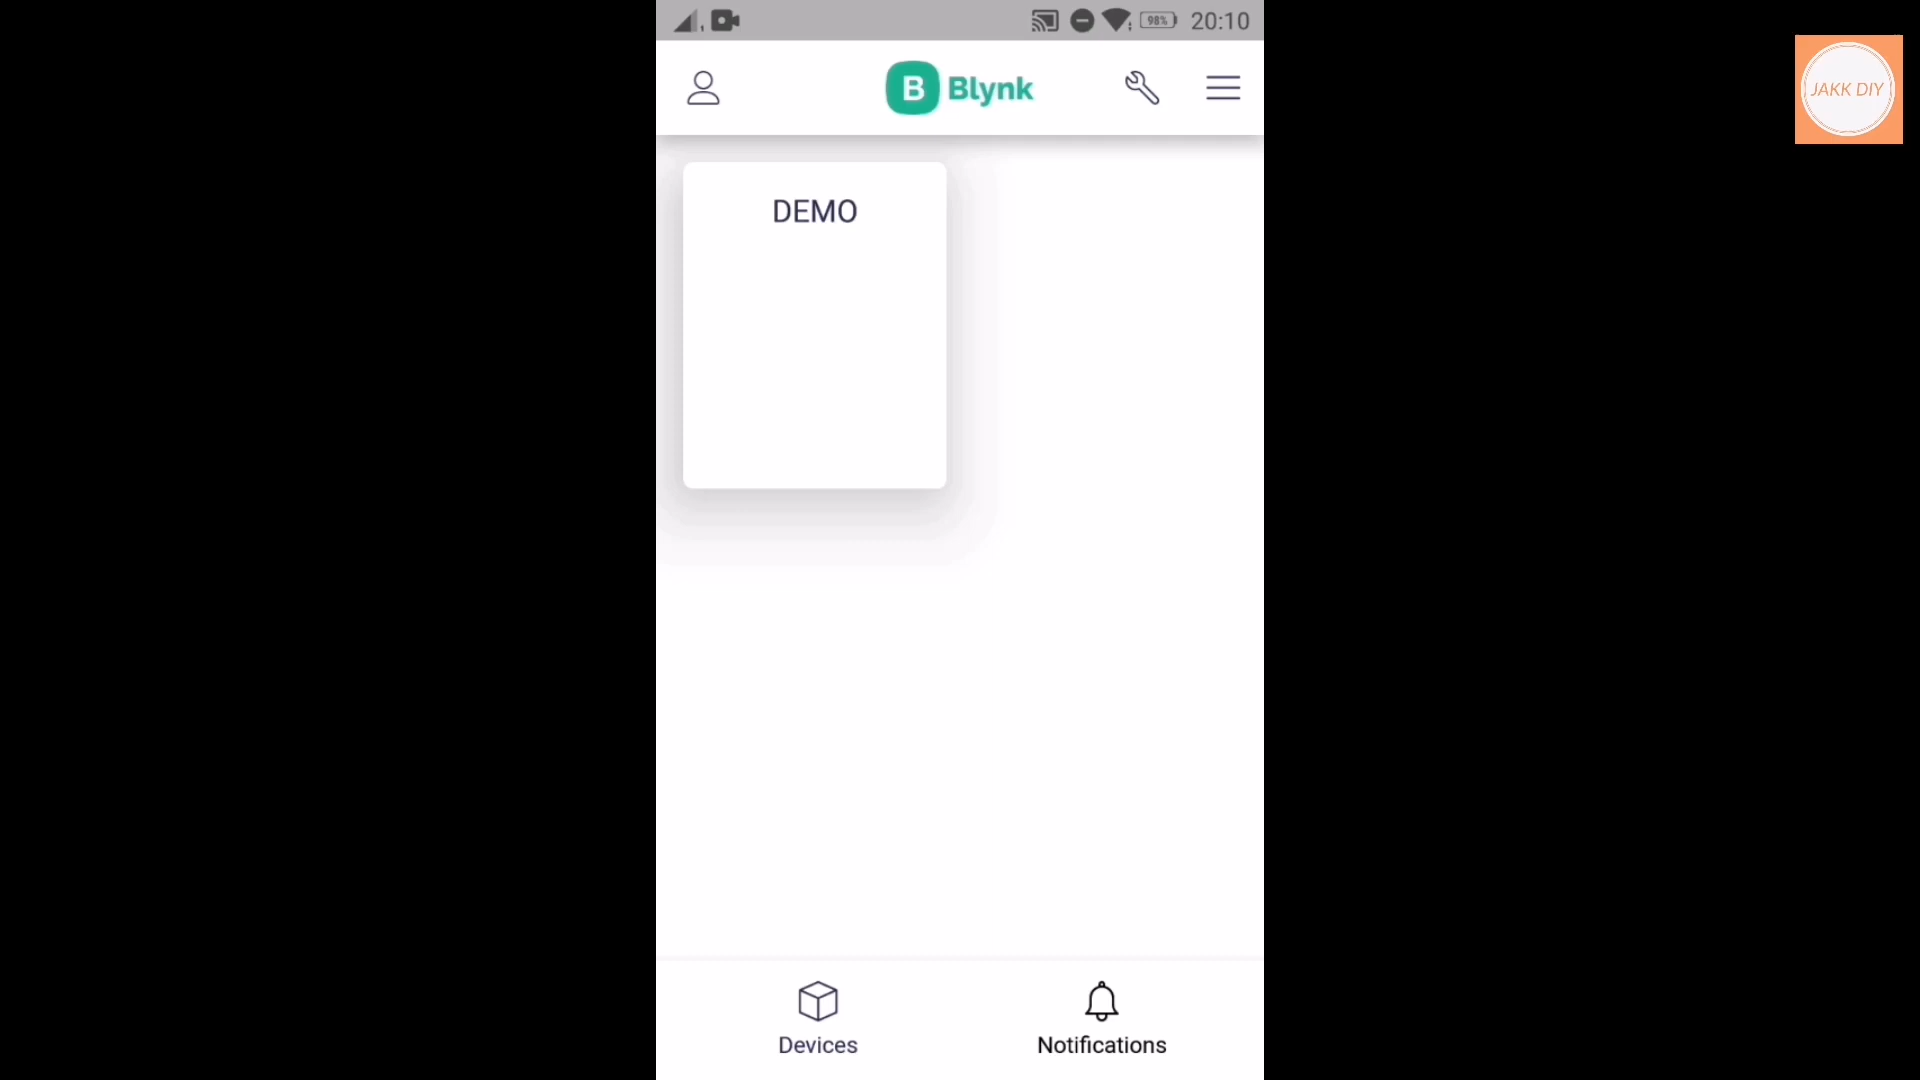 98%
20:10
B Blynk
JAKK DIY
DEMO
Devices
Notifications